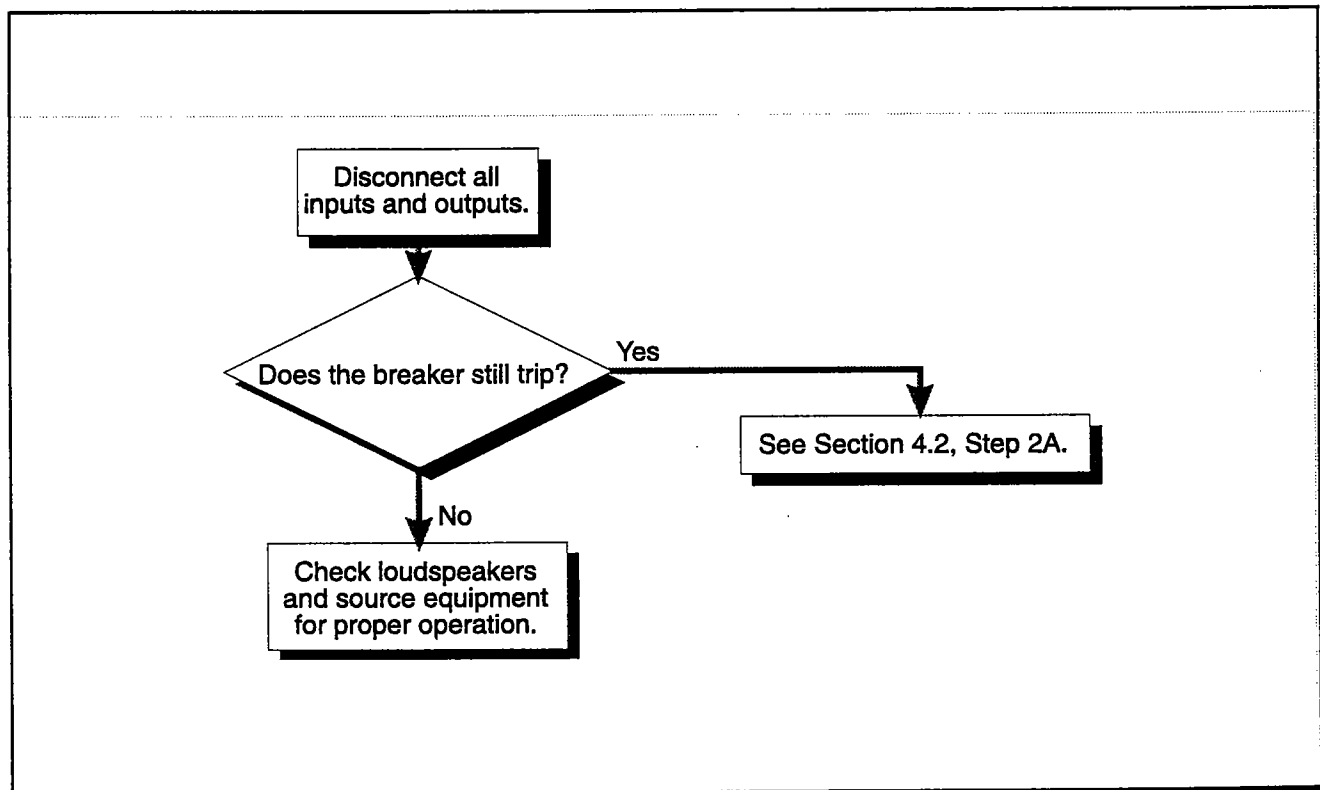 Disconnect all
inputs and outputs.
Does the breaker still trip?
Yes
See Section 4.2, Step 2A.
No
Check loudspeakers
and source equipment
for proper operation.